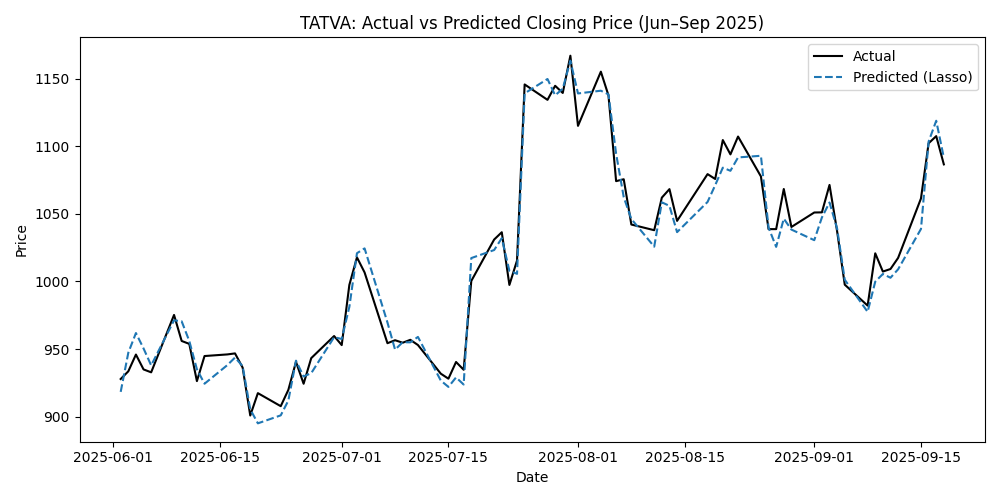 TATVA: Actual vs Predicted Closing Price (Jun–Sep 2025)
Actual
Predicted (Lasso)
Price
1150
1100
1050
1000
950
900
2025-06-01 2025-06-15 2025-07-01 2025-07-15 2025-08-01 2025-08-15 2025-09-01 2025-09-15
Date